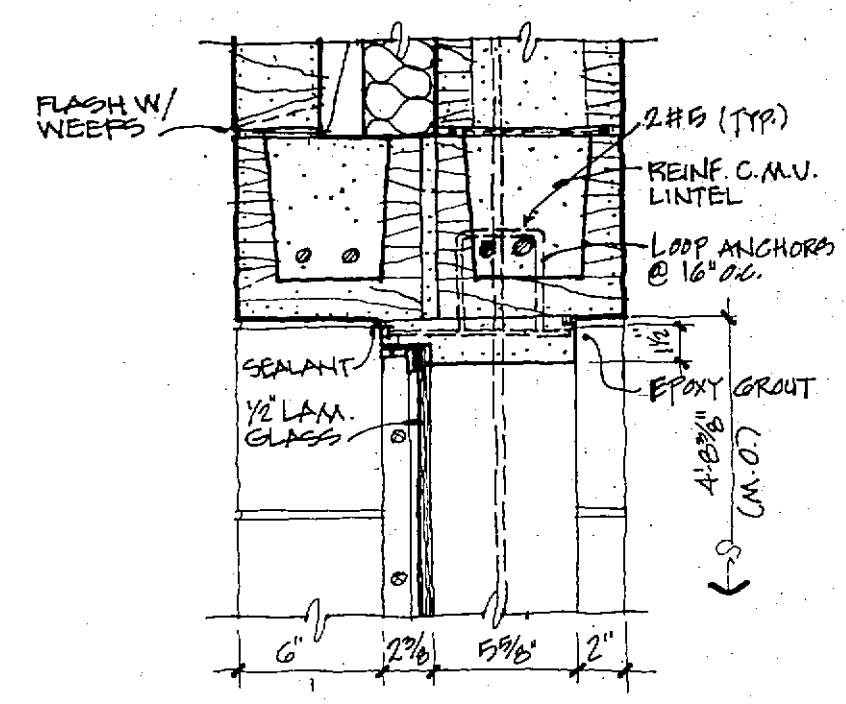 FLASH W/
WEEPS
2#5 (TYP.)
REINF. C.M.U.
LINTEL
LOOP ANCHORS
@ 16" O.C.
SEALANT
1/2" LAM.
GLASS
1 1/2"
EPOXY GROUT
4'-8 3/8"
(M.O.)
6"
2 3/8
5 5/8"
2"